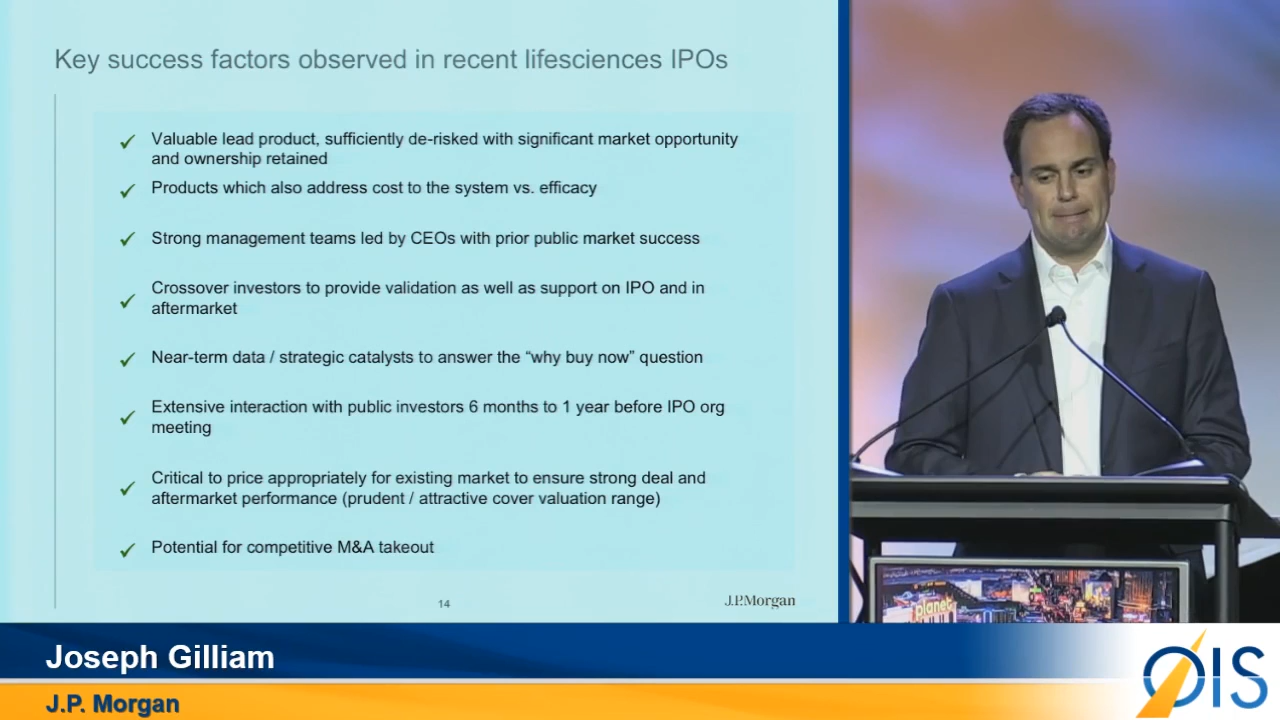 Key success factors observed in recent lifesciences IPOs
✓ Valuable lead product, sufficiently de-risked with significant market opportunity
and ownership retained
✓ Products which also address cost to the system vs. efficacy
✓ Strong management teams led by CEOs with prior public market success
✓ Crossover investors to provide validation as well as support on IPO and in
aftermarket
✓ Near-term data / strategic catalysts to answer the “why buy now” question
✓ Extensive interaction with public investors 6 months to 1 year before IPO org
meeting
✓ Critical to price appropriately for existing market to ensure strong deal and
aftermarket performance (prudent / attractive cover valuation range)
✓ Potential for competitive M&A takeout
14
J.P.Morgan
planet
Joseph Gilliam
J.P. Morgan
OIS